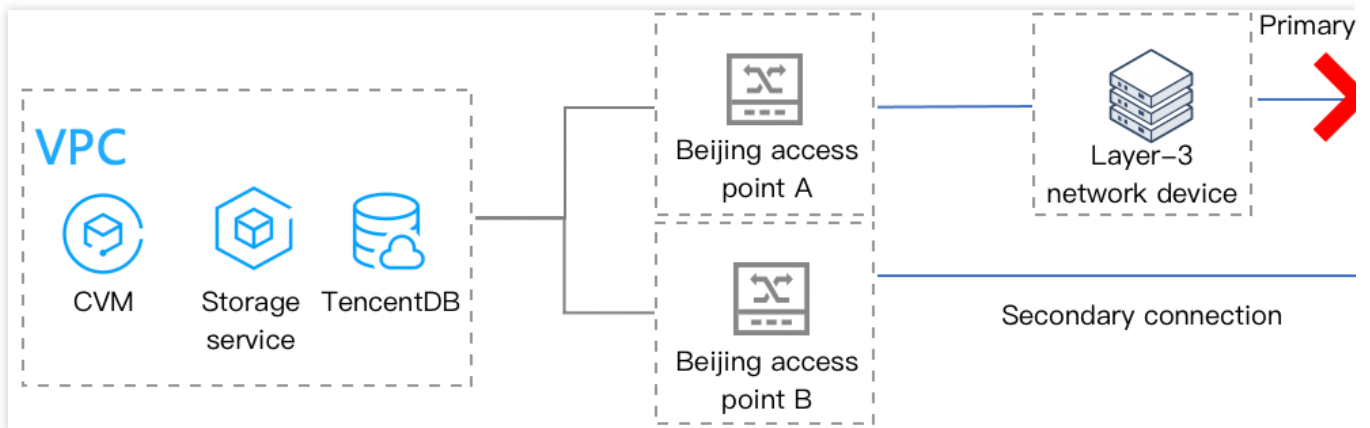 VPC
CVM
Storage
service
TencentDB
Beijing access
point A
Beijing access
point B
Layer–3
network device
Primary
Secondary connection